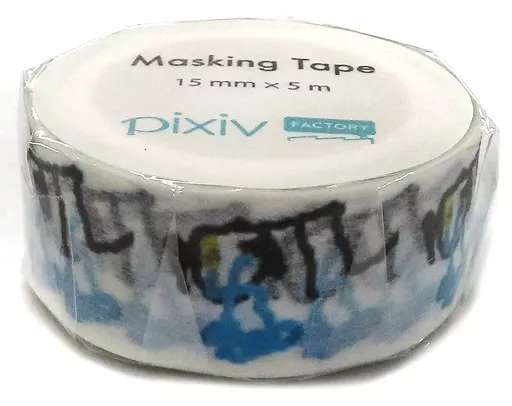 Masking Tape
15 mm × 5 m
pixiv FACTORY